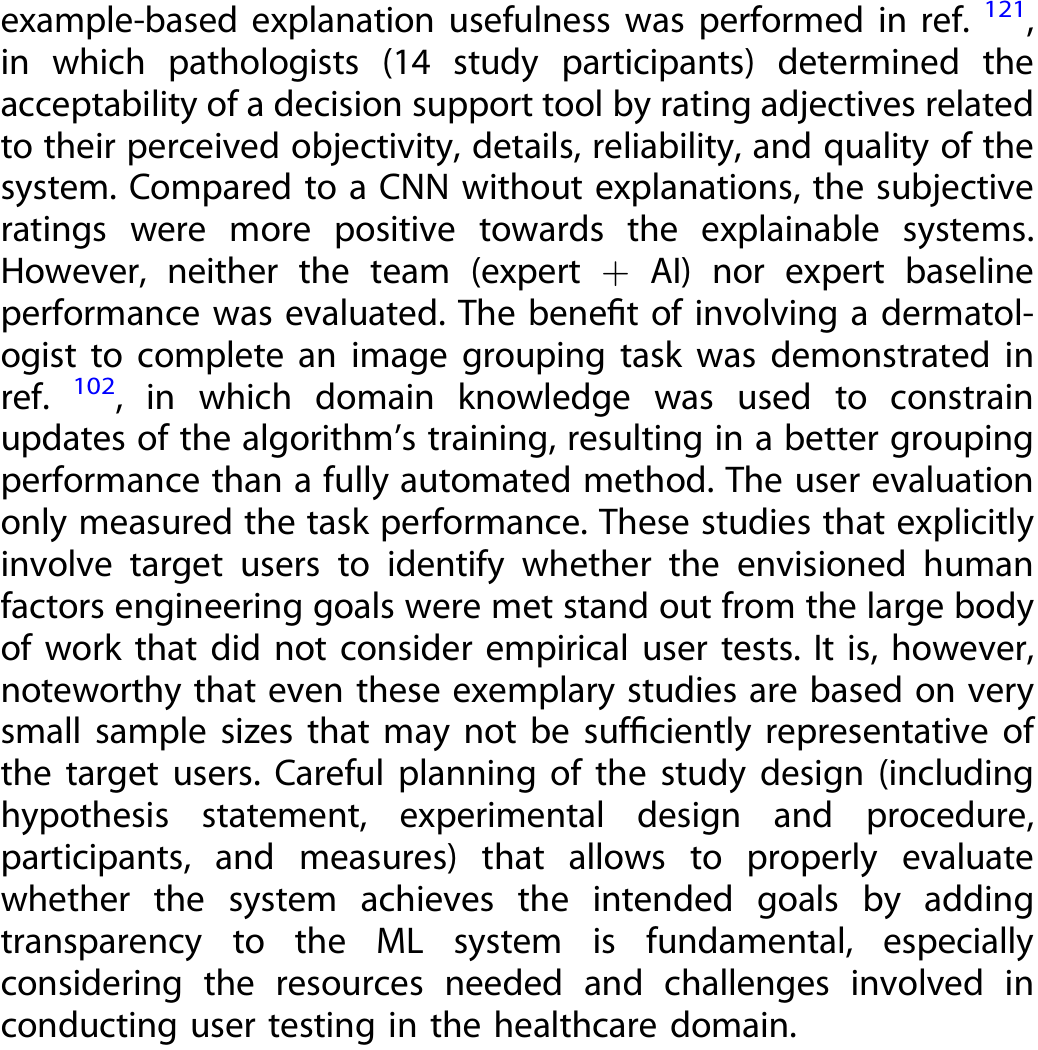 example-based explanation usefulness was performed in ref. 121,
in which pathologists (14 study participants) determined the
acceptability of a decision support tool by rating adjectives related
to their perceived objectivity, details, reliability, and quality of the
system. Compared to a CNN without explanations, the subjective
ratings were more positive towards the explainable systems.
However, neither the team (expert + AI) nor expert baseline
performance was evaluated. The benefit of involving a dermatol-
ogist to complete an image grouping task was demonstrated in
ref. 102, in which domain knowledge was used to constrain
updates of the algorithm’s training, resulting in a better grouping
performance than a fully automated method. The user evaluation
only measured the task performance. These studies that explicitly
involve target users to identify whether the envisioned human
factors engineering goals were met stand out from the large body
of work that did not consider empirical user tests. It is, however,
noteworthy that even these exemplary studies are based on very
small sample sizes that may not be sufficiently representative of
the target users. Careful planning of the study design (including
hypothesis statement, experimental design and procedure,
participants, and measures) that allows to properly evaluate
whether the system achieves the intended goals by adding
transparency to the ML system is fundamental, especially
considering the resources needed and challenges involved in
conducting user testing in the healthcare domain.